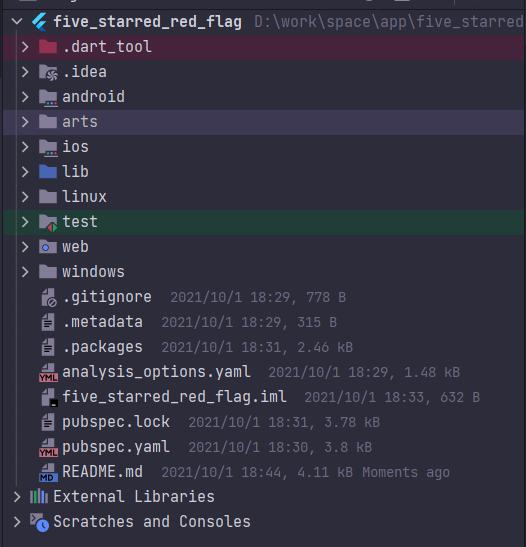 five_starred_red_flag D:\work\space\app\five_starred
.dart_tool
.idea
android
arts
ios
lib
linux
test
web
windows
.gitignore 2021/10/1 18:29, 778 B
.metadata 2021/10/1 18:29, 315 B
.packages 2021/10/1 18:31, 2.46 kB
analysis_options.yaml 2021/10/1 18:29, 1.48 kB
five_starred_red_flag.iml 2021/10/1 18:33, 632 B
pubspec.lock 2021/10/1 18:31, 3.78 kB
pubspec.yaml 2021/10/1 18:30, 3.8 kB
README.md 2021/10/1 18:44, 4.11 kB Moments ago
External Libraries
Scratches and Consoles